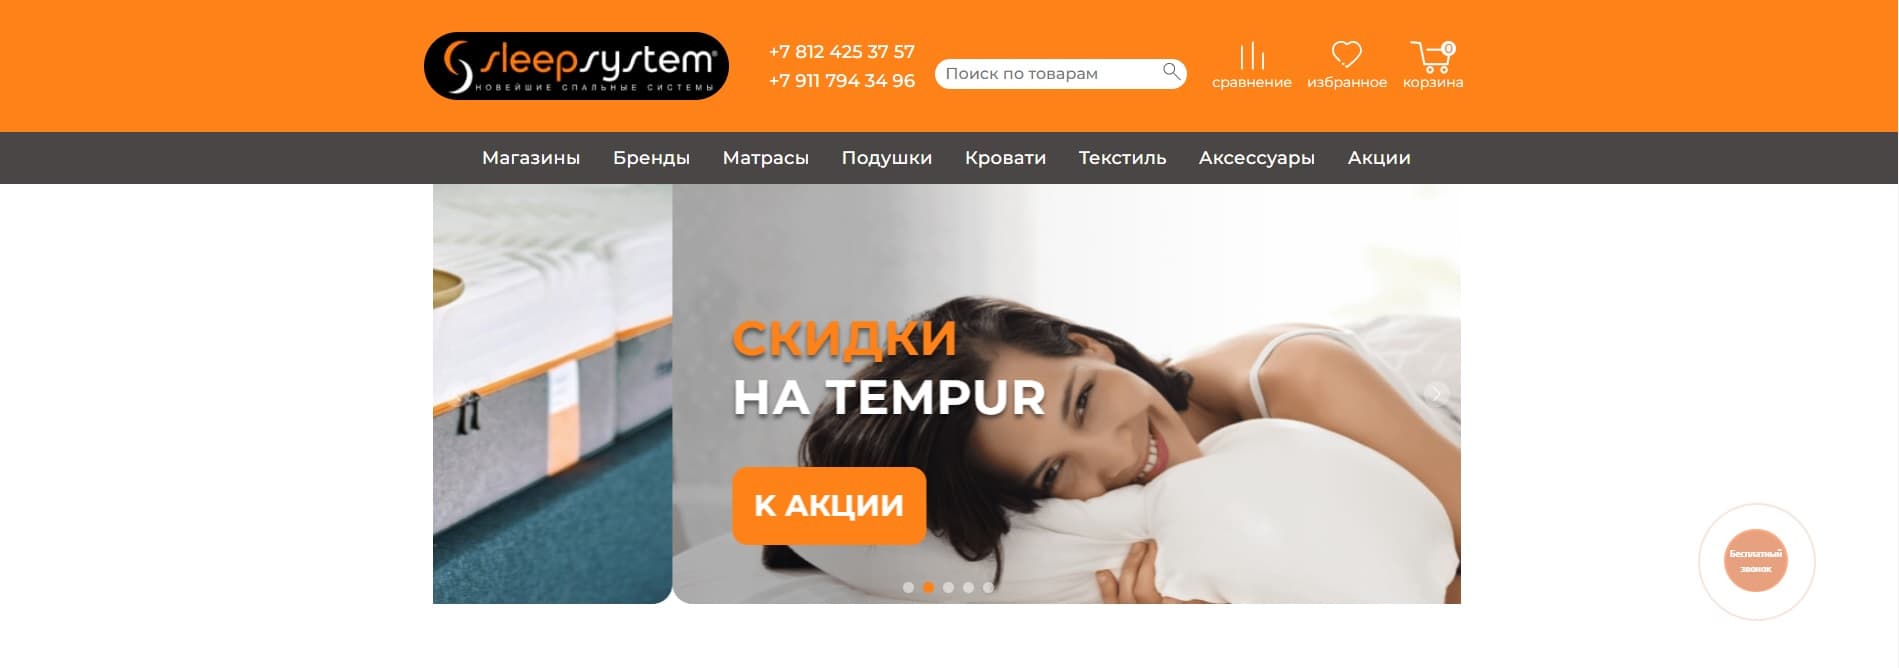 sleepsystem®
НОВЕЙШИЕ СПАЛЬНЫЕ СИСТЕМЫ
+7 812 425 37 57
+7 911 794 34 96
Поиск по товарам
сравнение
избранное
0
корзина
Магазины Бренды Матрасы Подушки Кровати Текстиль Аксессуары Акции
СКИДКИ
НА TEMPUR
К АКЦИИ
Бесплатный
звонок